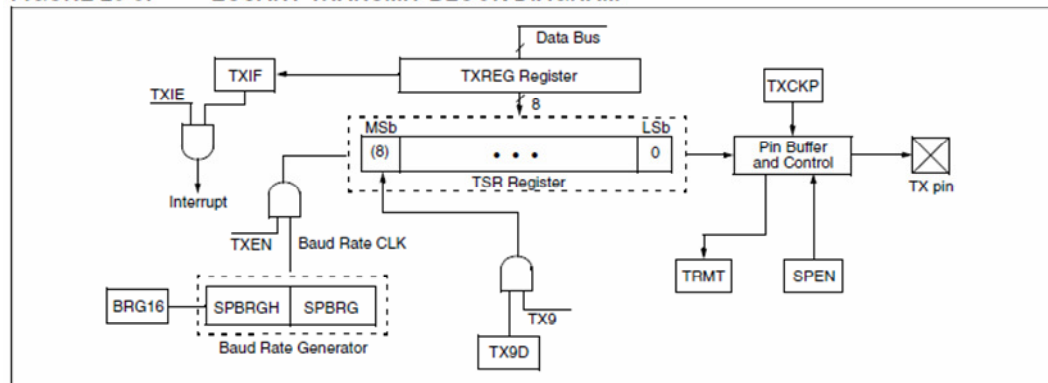 Data Bus
TXIF
TXREG Register
TXIE
8
TXCKP
MSb
LSb
(8)
• • •
0
Pin Buffer
and Control
TSR Register
TX pin
Interrupt
TXEN
Baud Rate CLK
TRMT
SPEN
BRG16
SPBRGH
SPBRG
TX9
Baud Rate Generator
TX9D